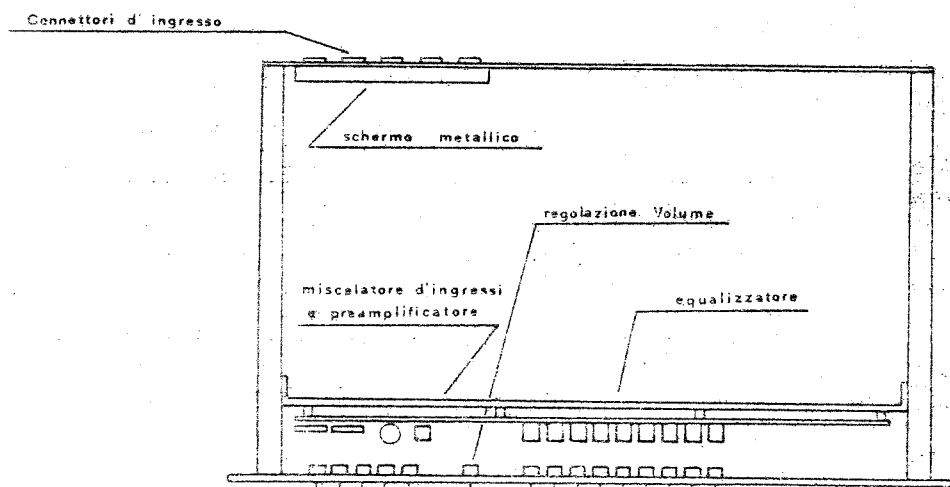 Connettori d' ingresso
schermo metallico
regolazione Volume
miscelatore d'ingressi
e preamplificatore
equalizzatore